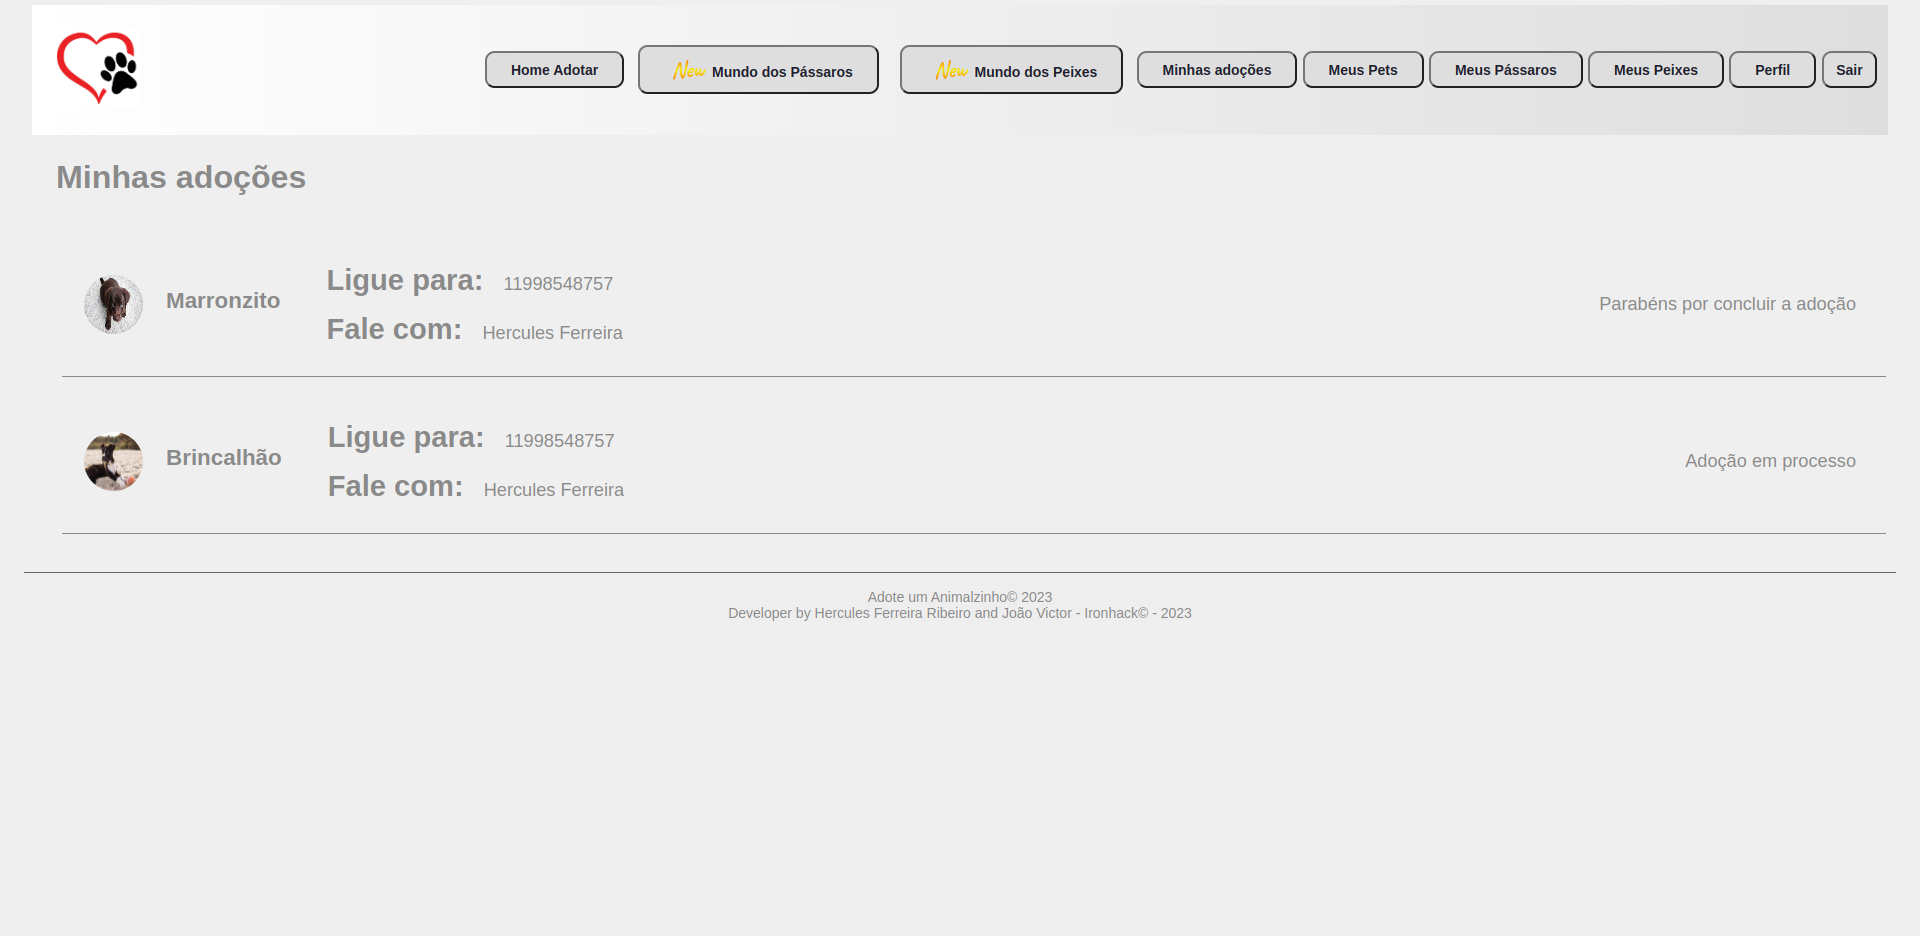 Home Adotar New Mundo dos Pássaros New Mundo dos Peixes Minhas adoções Meus Pets Meus Pássaros Meus Peixes Perfil Sair
Minhas adoções
Marronzito
Ligue para: 11998548757
Fale com: Hercules Ferreira
Parabéns por concluir a adoção
Brincalhão
Ligue para: 11998548757
Fale com: Hercules Ferreira
Adoção em processo
Adote um Animalzinho© 2023
Developer by Hercules Ferreira Ribeiro and João Victor - Ironhack© - 2023